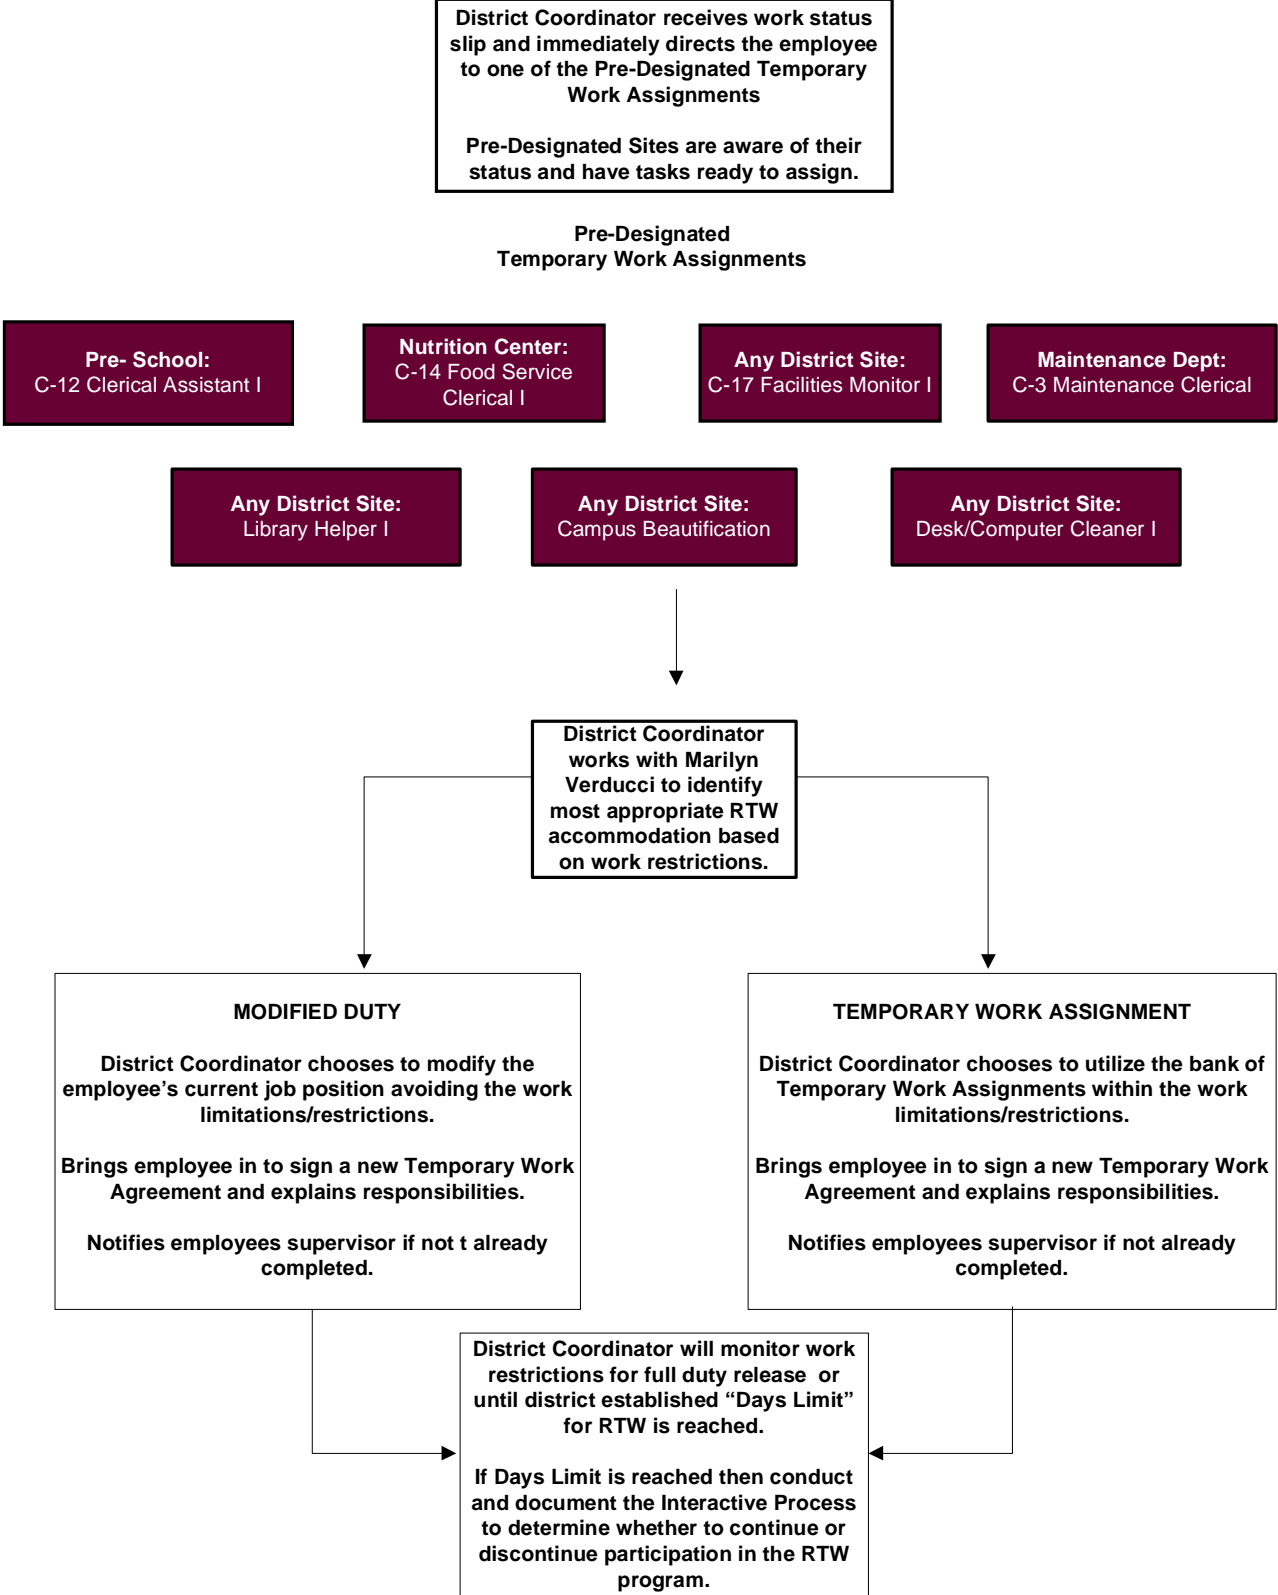 District Coordinator receives work status
slip and immediately directs the employee
to one of the Pre-Designated Temporary
Work Assignments
Pre-Designated Sites are aware of their
status and have tasks ready to assign.
Pre-Designated
Temporary Work Assignments
Pre- School:
C-12 Clerical Assistant I
Nutrition Center:
C-14 Food Service
Clerical I
Any District Site:
C-17 Facilities Monitor I
Maintenance Dept:
C-3 Maintenance Clerical
Any District Site:
Library Helper I
Any District Site:
Campus Beautification
Any District Site:
Desk/Computer Cleaner I
District Coordinator
works with Marilyn
Verducci to identify
most appropriate RTW
accommodation based
on work restrictions.
MODIFIED DUTY
District Coordinator chooses to modify the
employee’s current job position avoiding the work
limitations/restrictions.
Brings employee in to sign a new Temporary Work
Agreement and explains responsibilities.
Notifies employees supervisor if not t already
completed.
TEMPORARY WORK ASSIGNMENT
District Coordinator chooses to utilize the bank of
Temporary Work Assignments within the work
limitations/restrictions.
Brings employee in to sign a new Temporary Work
Agreement and explains responsibilities.
Notifies employees supervisor if not already
completed.
District Coordinator will monitor work
restrictions for full duty release or
until district established “Days Limit”
for RTW is reached.
If Days Limit is reached then conduct
and document the Interactive Process
to determine whether to continue or
discontinue participation in the RTW
program.